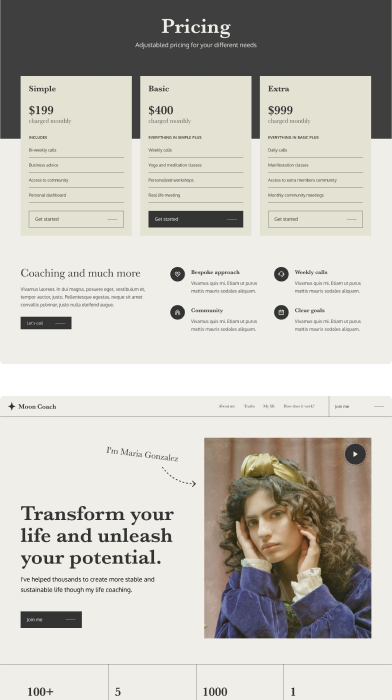 Pricing
Adjustabled pricing for your different needs
Simple
$199
charged monthly
INCLUDES
Bi-weekly calls
Business advice
Access to community
Personal dashboard
Get started
Basic
$400
charged monthly
EVERYTHING IN SIMPLE PLUS
Weekly calls
Yoga and meditation classes
Personalised workshops
Real life meeting
Get started
Extra
$999
charged monthly
EVERYTHING IN BASIC PLUS
Daily calls
Manifestation classes
Access to extra members community
Monthly community meetings
Get started
Coaching and much more
Vivamus laoreet. In dui magna, posuere eget, vestibulum et,
tempor auctor, justo. Pellentesque egestas, neque sit amet
convallis pulvinar, justo nulla eleifend augue.
Let's call
Bespoke approach
Vivamus quis mi. Etiam ut purus
mattis mauris sodales aliquam.
Weekly calls
Vivamus quis mi. Etiam ut purus
mattis mauris sodales aliquam.
Community
Vivamus quis mi. Etiam ut purus
mattis mauris sodales aliquam.
Clear goals
Vivamus quis mi. Etiam ut purus
mattis mauris sodales aliquam.
Moon Coach
About me
My life
How does it work?
Join me
I'm Maria Gonzalez
Transform your
life and unleash
your potential.
I've helped thousands to create more stable and
sustainable life though my life coaching.
Join me
100+
5
1000
1